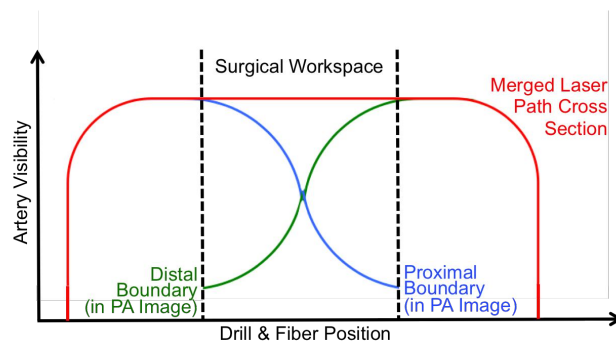 Surgical Workspace
Merged Laser
Path Cross
Section
Artery Visibility
Distal
Boundary
(in PA Image)
Proximal
Boundary
(in PA Image)
Drill & Fiber Position